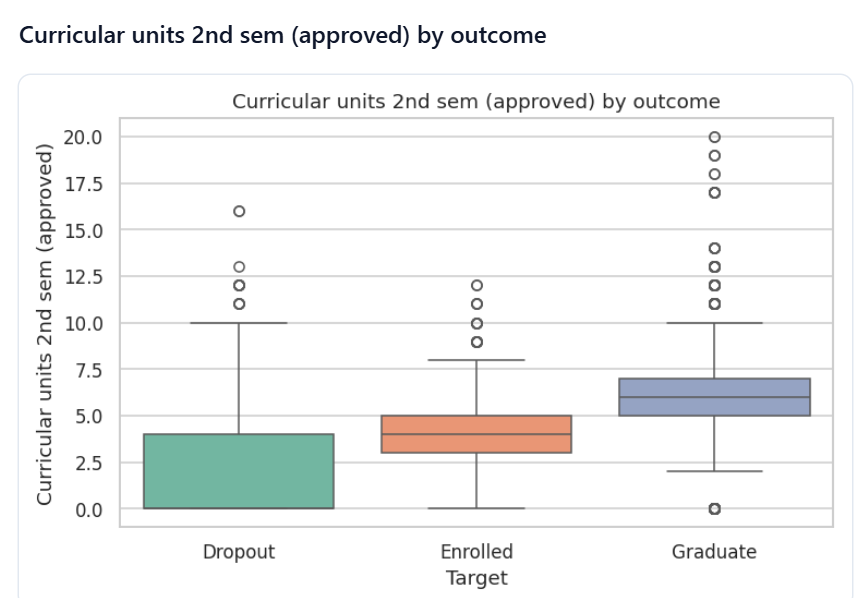 Curricular units 2nd sem (approved) by outcome
Curricular units 2nd sem (approved) by outcome
Curricular units 2nd sem (approved)
20.0
17.5
15.0
12.5
10.0
7.5
5.0
2.5
0.0
Dropout Enrolled Graduate
Target